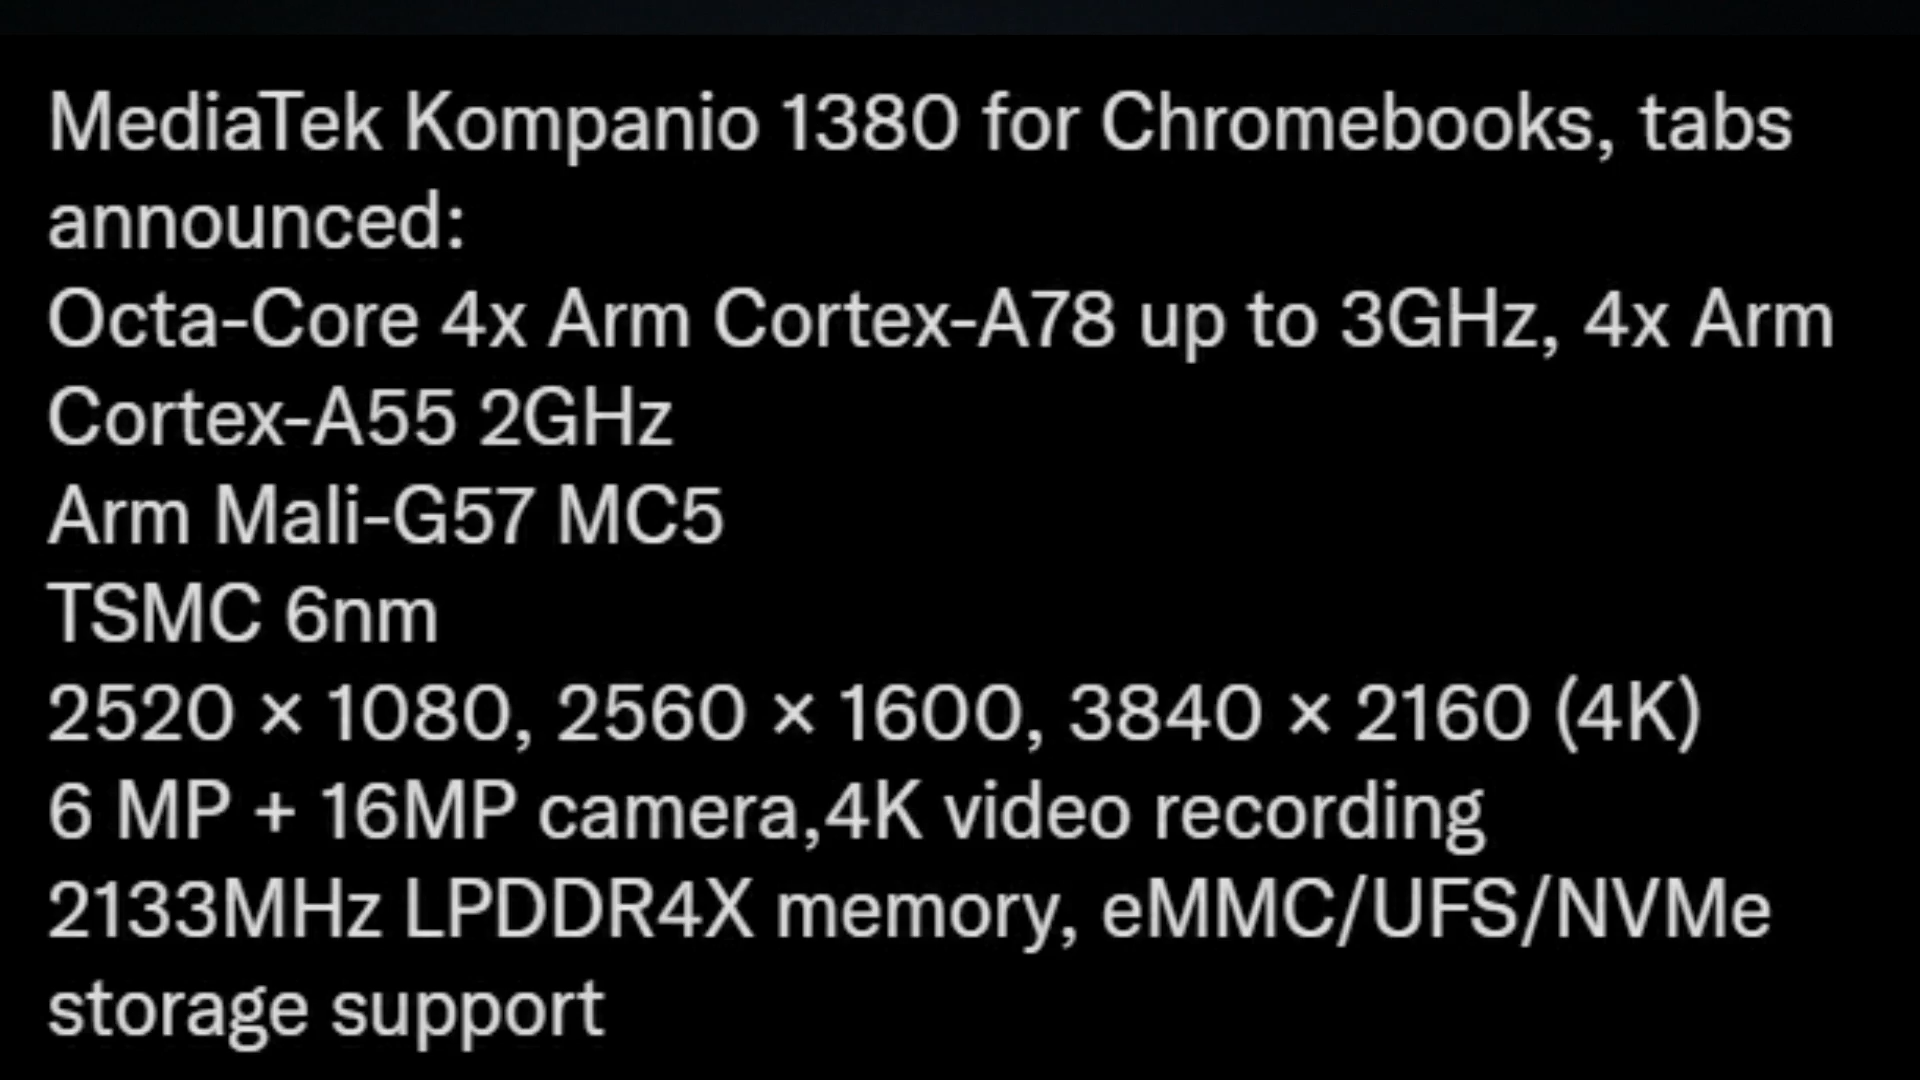 MediaTek Kompanio 1380 for Chromebooks, tabs
announced:
Octa-Core 4x Arm Cortex-A78 up to 3GHz, 4x Arm
Cortex-A55 2GHz
Arm Mali-G57 MC5
TSMC 6nm
2520 × 1080, 2560 × 1600, 3840 × 2160 (4K)
6 MP + 16MP camera,4K video recording
2133MHz LPDDR4X memory, eMMC/UFS/NVMe
storage support